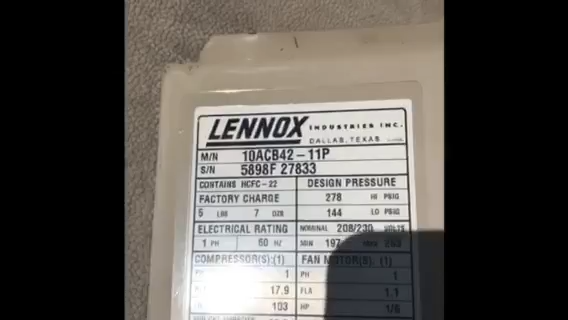 LENNOX INDUSTRIES INC.
DALLAS, TEXAS
M/N 10ACB42-11P
S/N 5898F 27833
CONTAINS HCFC-22 DESIGN PRESSURE
FACTORY CHARGE 278 HI PSIG
5 LBS 7 OZS 144 LO PSIG
ELECTRICAL RATING NOMINAL 208/230 VOLTS
1 PH 60 HZ MIN 197 MAX 253
COMPRESSOR(S):(1) FAN MOTOR(S): (1)
PH 1 PH 1
17.9 FLA 1.1
103 HP 1/6